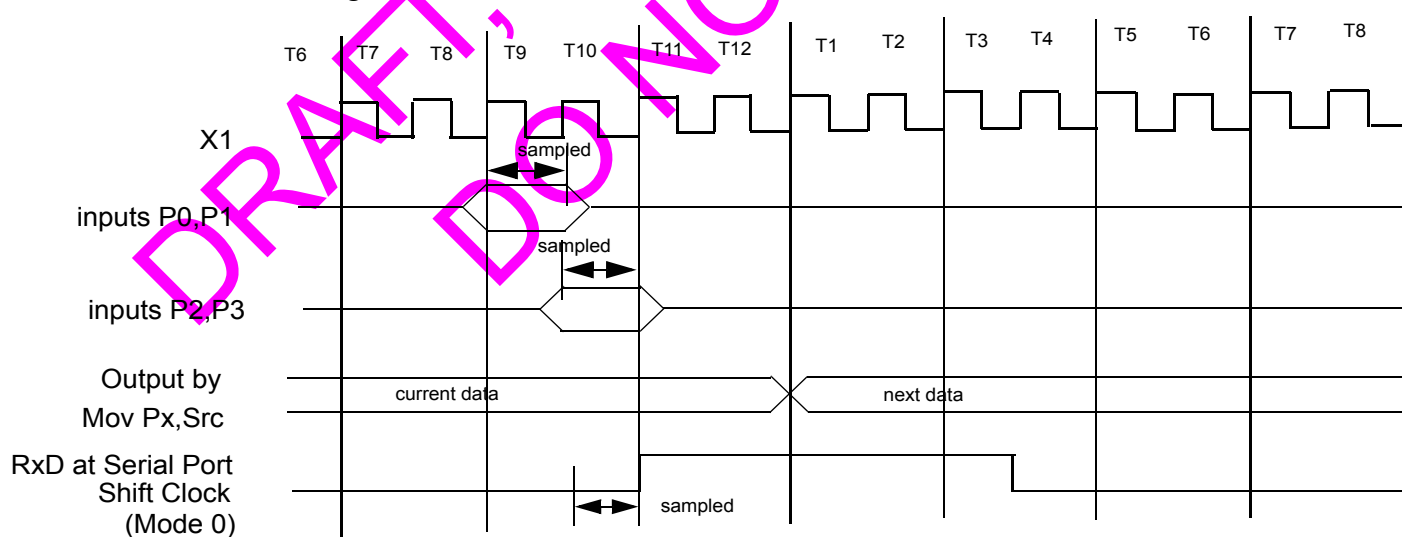 T6 T7 T8 T9 T10 T11 T12 T1 T2 T3 T4 T5 T6 T7 T8
X1
sampled
inputs P0,P1
sampled
inputs P2,P3
Output by
Mov Px,Src
current data
next data
RxD at Serial Port
Shift Clock
(Mode 0)
sampled
DRAFT,
DO NO